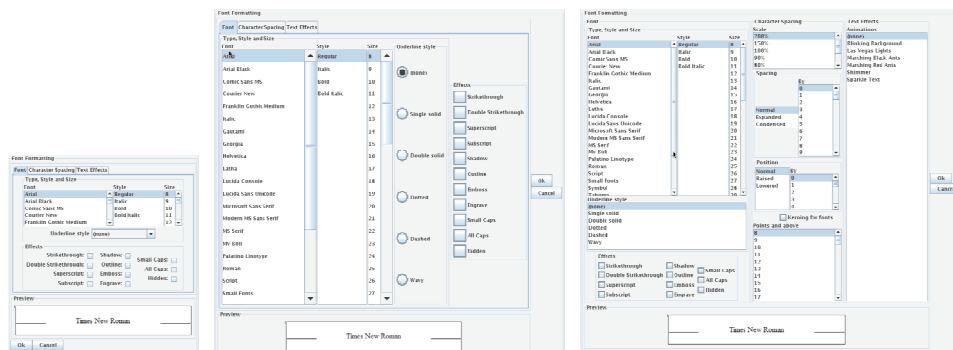 Font Formatting
Font Character Spacing Text Effects
Type, Style and Size
Font Style Size
Arial Regular 8
Arial Black Italic 9
Comic Sans MS Bold 10
Courier New Bold Italic 11
Franklin Gothic Medium 12
Underline style (none)
Effects
Strikethrough: Shadow: Small Caps:
Double Strikethrough: Outline: All Caps:
Superscript: Emboss: Hidden:
Subscript: Engrave:
Preview
Times New Roman
Ok Cancel
Font Formatting
Font Character Spacing Text Effects
Type, Style and Size
Font Style Size Underline style
Arial Regular 8
Arial Black Italic 9
(none)
Comic Sans MS Bold 10
Courier New Bold Italic 11
Franklin Gothic Medium 12
Italic 13
Gautami 14
Georgia 15
Helvetica 16
Latha 17
Lucida Console 18
Lucida Sans Unicode 19
Microsoft Sans Serif 20
Modern MS Sans Serif 21
MS Serif 22
Mv Boli 23
Palatino Linotype 24
Roman 25
Script 26
Small Fonts 27
Single solid
Double solid
Dotted
Dashed
Wavy
Effects
Strikethrough
Double Strikethrough
Superscript
Subscript
Shadow
Outline
Emboss
Engrave
Small Caps
All Caps
Hidden
Ok
Cancel
Preview
Times New Roman
Font Formatting
Font
Type, Style and Size
Font Style Size
Arial Regular 8
Arial Black Italic 9
Comic Sans MS Bold 10
Courier New Bold Italic 11
Franklin Gothic Medium 12
Italic 13
Gautami 14
Georgia 15
Helvetica 16
Latha 17
Lucida Console 18
Lucida Sans Unicode 19
Microsoft Sans Serif 20
Modern MS Sans Serif 21
MS Serif 22
Mv Boli 23
Palatino Linotype 24
Roman 25
Script 26
Small Fonts 27
Symbol 28
Tahoma 29
Underline style
(none)
Single solid
Double solid
Dotted
Dashed
Wavy
Effects
Strikethrough Shadow Small Caps
Double Strikethrough Outline All Caps
Superscript Emboss Hidden
Subscript Engrave
Character Spacing
Scale
200%
150%
100%
90%
80%
Spacing
By
Normal
Expanded
Condensed
0
1
2
3
4
5
6
7
8
9
Position
Normal By
Raised 0
Lowered 1
2
3
4
Kerning for fonts
Points and above
8
9
10
11
12
13
14
15
16
17
Text Effects
Animations
(none)
Blinking Background
Las Vegas Lights
Marching Black Ants
Marching Red Ants
Shimmer
Sparkle Text
Ok
Cancel
Preview
Times New Roman